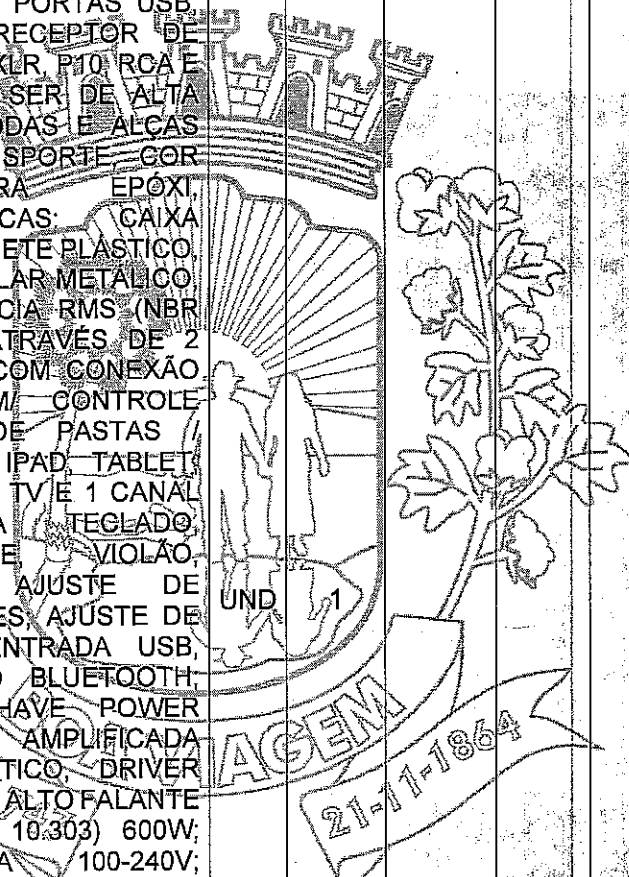 PORTAS USB,
RECEPTOR DE
XLR, P10, RCA E
SER DE ALTA
RODAS E ALÇAS
SPORTE, COR
RA EPÓXI,
CAS: CAIXA
ETE PLÁSTICO,
LAR METÁLICO
CIA RMS (NBR
ATRAVÉS DE 2
COM CONEXÃO
M/ CONTROLE
DE PASTAS /
IPAD, TABLET,
TV E 1 CANAL
A TECLADO,
E VIOLÃO,
AJUSTE DE
ES, AJUSTE DE
ENTRADA USB,
O BLUETOOTH,
HAVE POWER
AMPLIFICADA
TICO, DRIVER
ALTO FALANTE
10.303) 600W;
A 100-240V;
UND 1
VIAGEM
21-11-1864